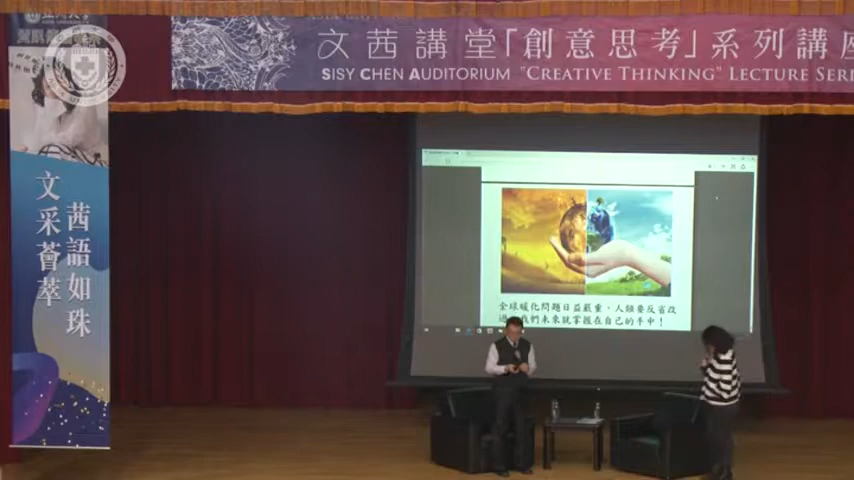 文茜講堂「創意思考」系列講座
SISY CHEN AUDITORIUM "CREATIVE THINKING" LECTURE SERI
茜語如珠
文采薈萃
全球暖化問題日益嚴重，人類要反省改
我們未來就掌握在自己的手中！